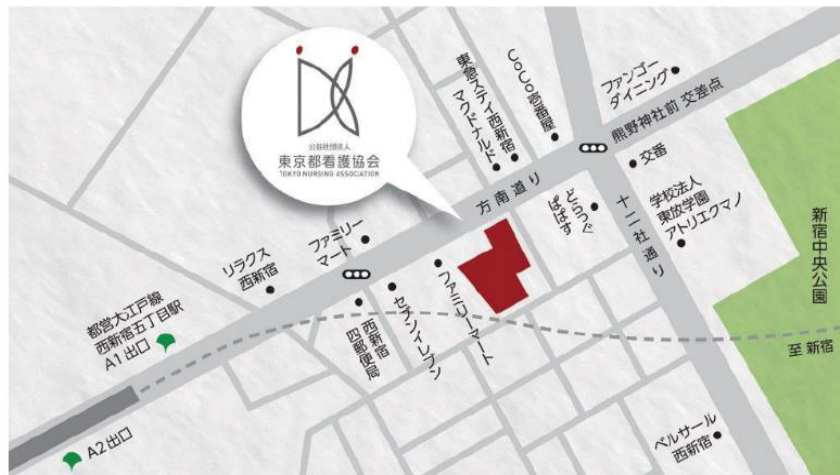 公益社団法人
東京都看護協会
TOKYO NURSING ASSOCIATION
東急ステイ西新宿
マクドナルド
CoCo壱番屋
ファンゴー
ダイニング
熊野神社前 交差点
交番
学校法人
東放学園
アトリエクマノ
新宿中央公園
方南道り
どらっぐ
ぱぱす
十二社通り
ファミリー
マート
リラクス
西新宿
都営大江戸線
西新宿五丁目駅
A1出口
A2出口
西新宿
四郵便局
セブンイレブン
ファミリーマート
至 新宿
ベルサール
西新宿